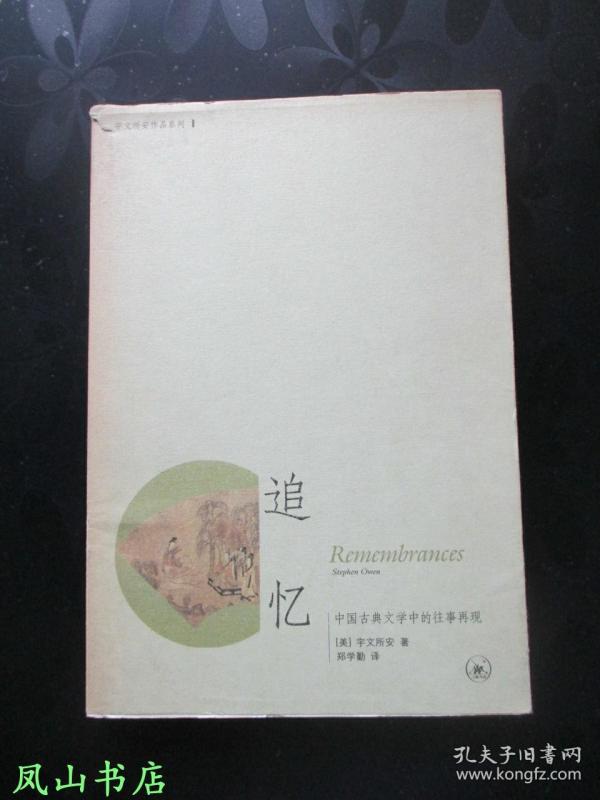 宇文所安作品系列
追忆
Remembrances
Stephen Owen
中国古典文学中的往事再现
[美] 宇文所安 著
郑学勤 译
凤山书店
孔夫子旧書网
www.kongfz.com